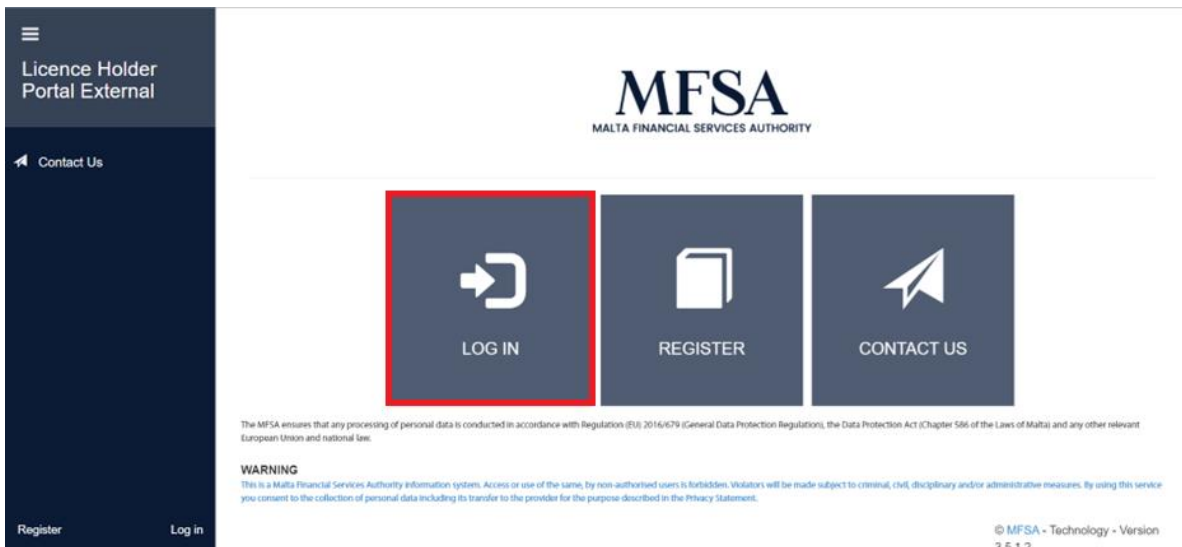 Licence Holder
Portal External
Contact Us
Register
Log in
MFSA
MALTA FINANCIAL SERVICES AUTHORITY
LOG IN
REGISTER
CONTACT US
The MFSA ensures that any processing of personal data is conducted in accordance with Regulation (EU) 2016/679 (General Data Protection Regulation), the Data Protection Act (Chapter 586 of the Laws of Malta) and any other relevant
European Union and national law.
WARNING
This is a Malta Financial Services Authority information system. Access or use of the same, by non-authorised users is forbidden. Violators will be made subject to criminal, civil, disciplinary and/or administrative measures. By using this service
you consent to the collection of personal data including its transfer to the provider for the purpose described in the Privacy Statement.
© MFSA - Technology - Version